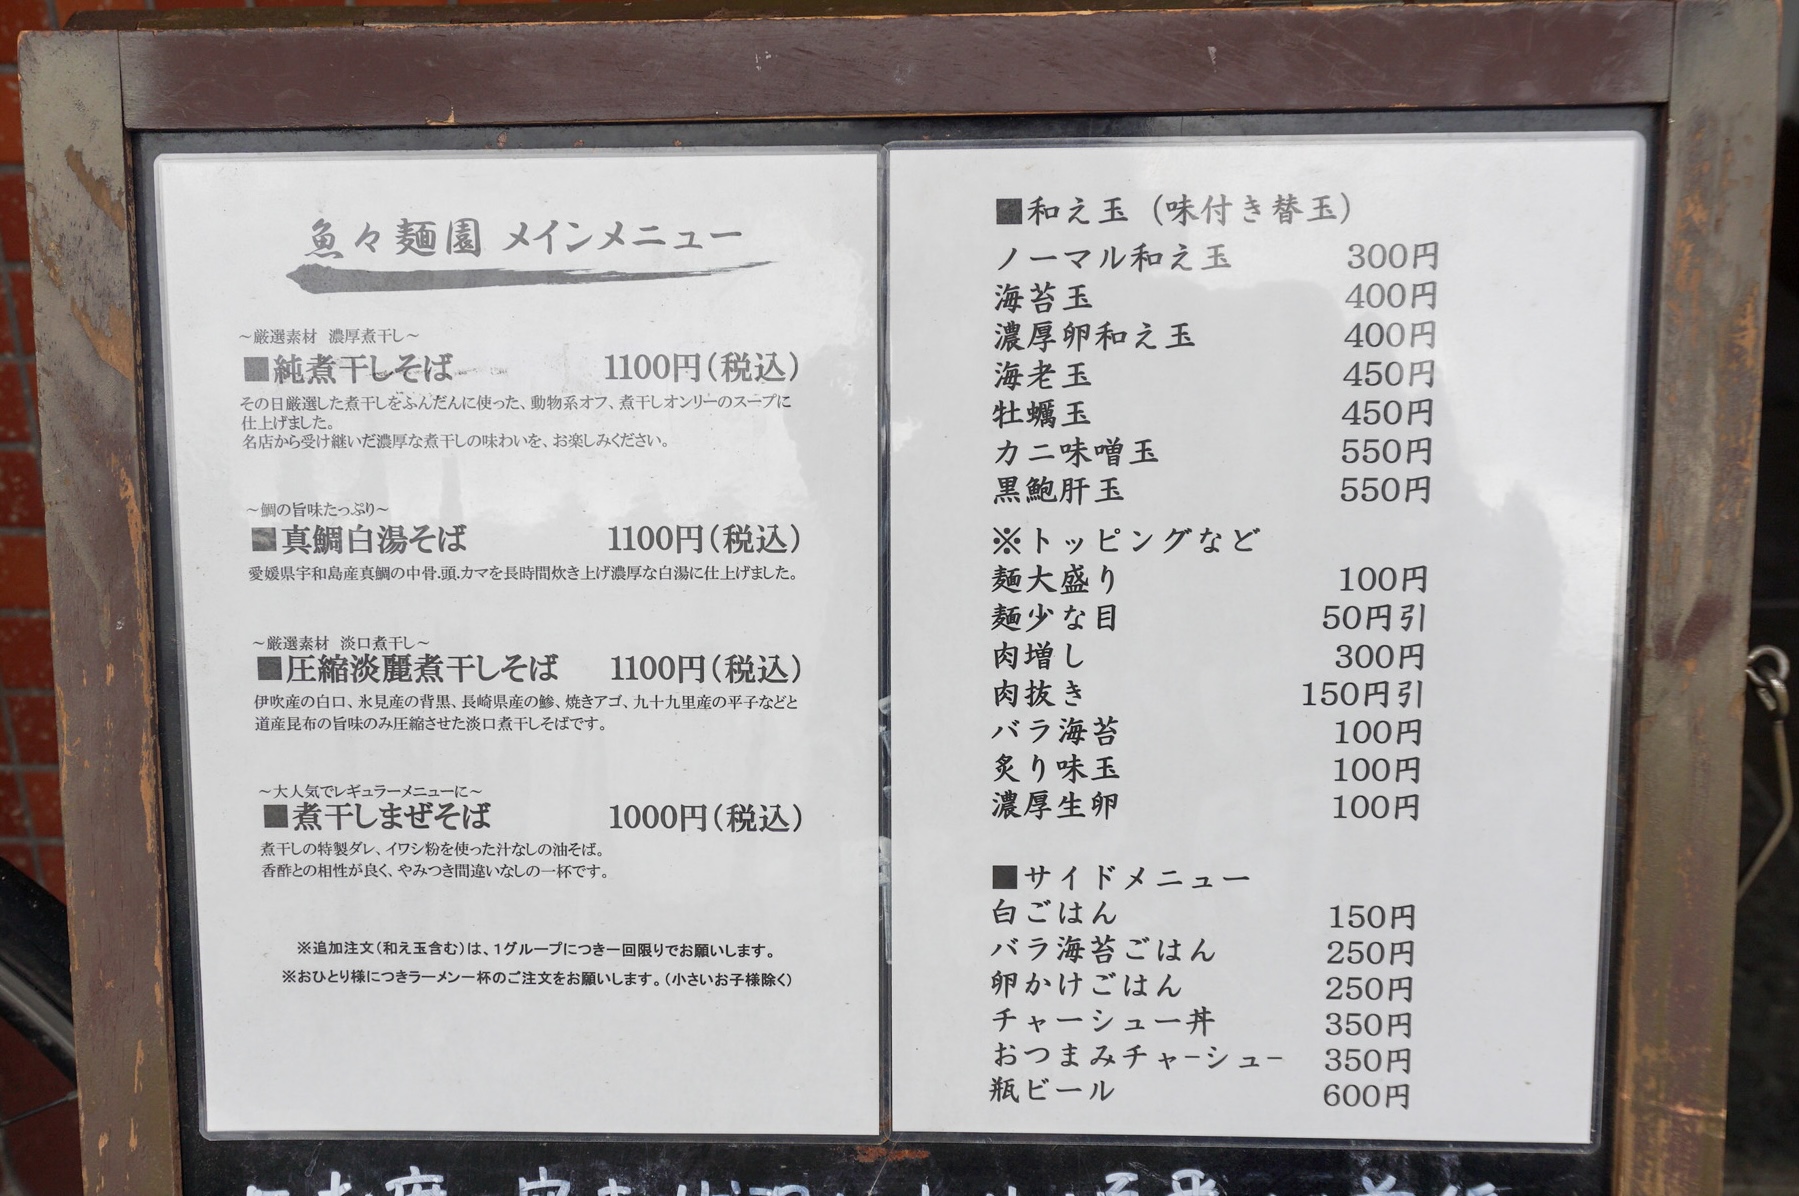 魚々麺園 メインメニュー
～厳選素材 濃厚煮干し～
■純煮干しそば 1100円(税込)
その日厳選した煮干しをふんだんに使った、動物系オフ、煮干しオンリーのスープに
仕上げました。
名店から受け継いだ濃厚な煮干しの味わいを、お楽しみください。
～鯛の旨味たっぷり～
■真鯛白湯そば 1100円(税込)
愛媛県宇和島産真鯛の中骨.頭.カマを長時間炊き上げ濃厚な白湯に仕上げました。
～厳選素材 淡口煮干し～
■圧縮淡麗煮干しそば 1100円(税込)
伊吹産の白口、氷見産の背黒、長崎県産の鯵、焼きアゴ、九十九里産の平子などと
道産昆布の旨味のみ圧縮させた淡口煮干しそばです。
～大人気でレギュラーメニューに～
■煮干しまぜそば 1000円(税込)
煮干しの特製ダレ、イワシ粉を使った汁なしの油そば。
香酢との相性が良く、やみつき間違いなしの一杯です。
※追加注文(和え玉含む)は、1グループにつき一回限りでお願いします。
※おひとり様につきラーメン一杯のご注文をお願いします。(小さいお子様除く)
■和え玉（味付き替玉）
ノーマル和え玉 300円
海苔玉 400円
濃厚卵和え玉 400円
海老玉 450円
牡蠣玉 450円
カニ味噌玉 550円
黒鮑肝玉 550円
※トッピングなど
麺大盛り 100円
麺少な目 50円引
肉増し 300円
肉抜き 150円引
バラ海苔 100円
炙り味玉 100円
濃厚生卵 100円
■サイドメニュー
白ごはん 150円
バラ海苔ごはん 250円
卵かけごはん 250円
チャーシュー丼 350円
おつまみチャーシュー 350円
瓶ビール 600円